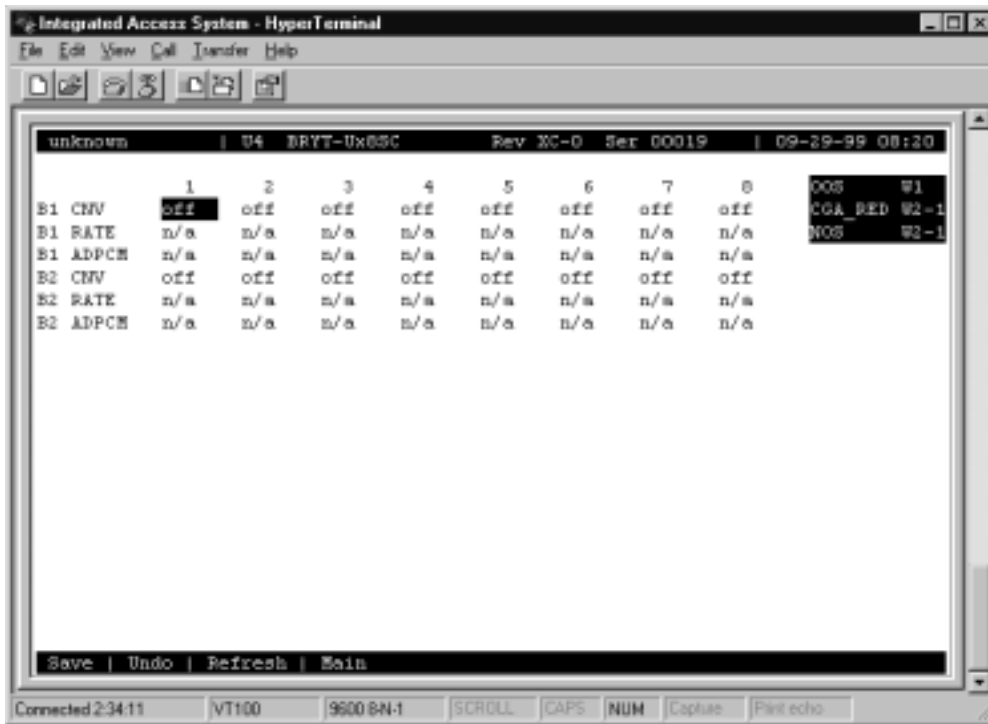 Integrated Access System - HyperTerminal
File Edit View Call Transfer Help
unknown | U4 BRYT-Ux8SC Rev XC-0 Ser 00019 | 09-29-99 08:20
1 2 3 4 5 6 7 8 OOS W1
B1 CNV off off off off off off off off CGA_RED W2-1
B1 RATE n/a n/a n/a n/a n/a n/a n/a n/a NOS W2-1
B1 ADPCM n/a n/a n/a n/a n/a n/a n/a n/a
B2 CNV off off off off off off off off
B2 RATE n/a n/a n/a n/a n/a n/a n/a n/a
B2 ADPCM n/a n/a n/a n/a n/a n/a n/a n/a
Save | Undo | Refresh | Main
Connected 2:34:11 VT100 9600 8-N-1 SCROLL CAPS NUM Capture Print echo